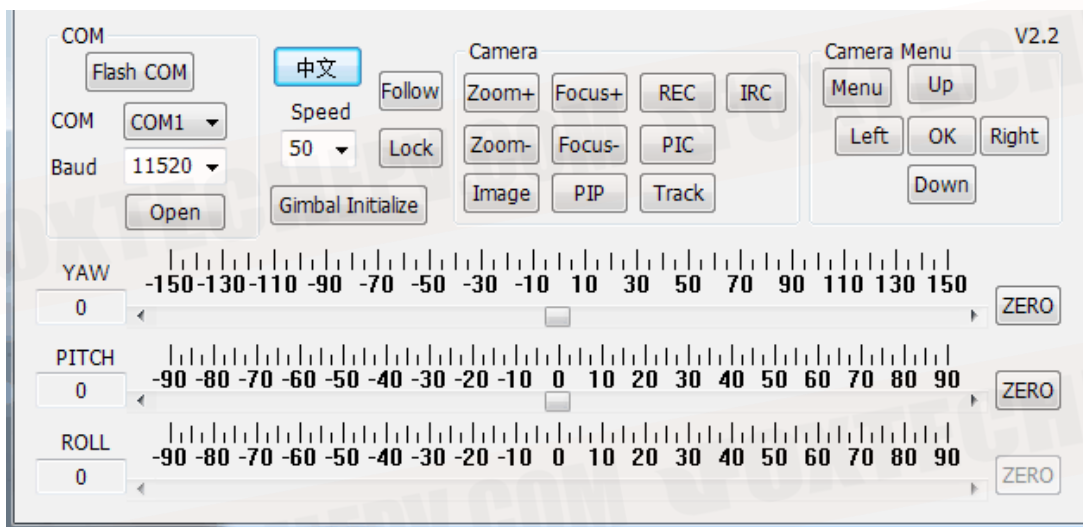 COM
Flash COM
COM COM1
Baud 11520
Open
中文
Speed
50
Follow
Lock
Gimbal Initialize
Camera
Zoom+ Focus+ REC IRC
Zoom- Focus- PIC
Image PIP Track
V2.2
Camera Menu
Menu Up
Left OK Right
Down
YAW
-150 -130 -110 -90 -70 -50 -30 -10 10 30 50 70 90 110 130 150
0
ZERO
PITCH
-90 -80 -70 -60 -50 -40 -30 -20 -10 0 10 20 30 40 50 60 70 80 90
0
ZERO
ROLL
-90 -80 -70 -60 -50 -40 -30 -20 -10 0 10 20 30 40 50 60 70 80 90
0
ZERO